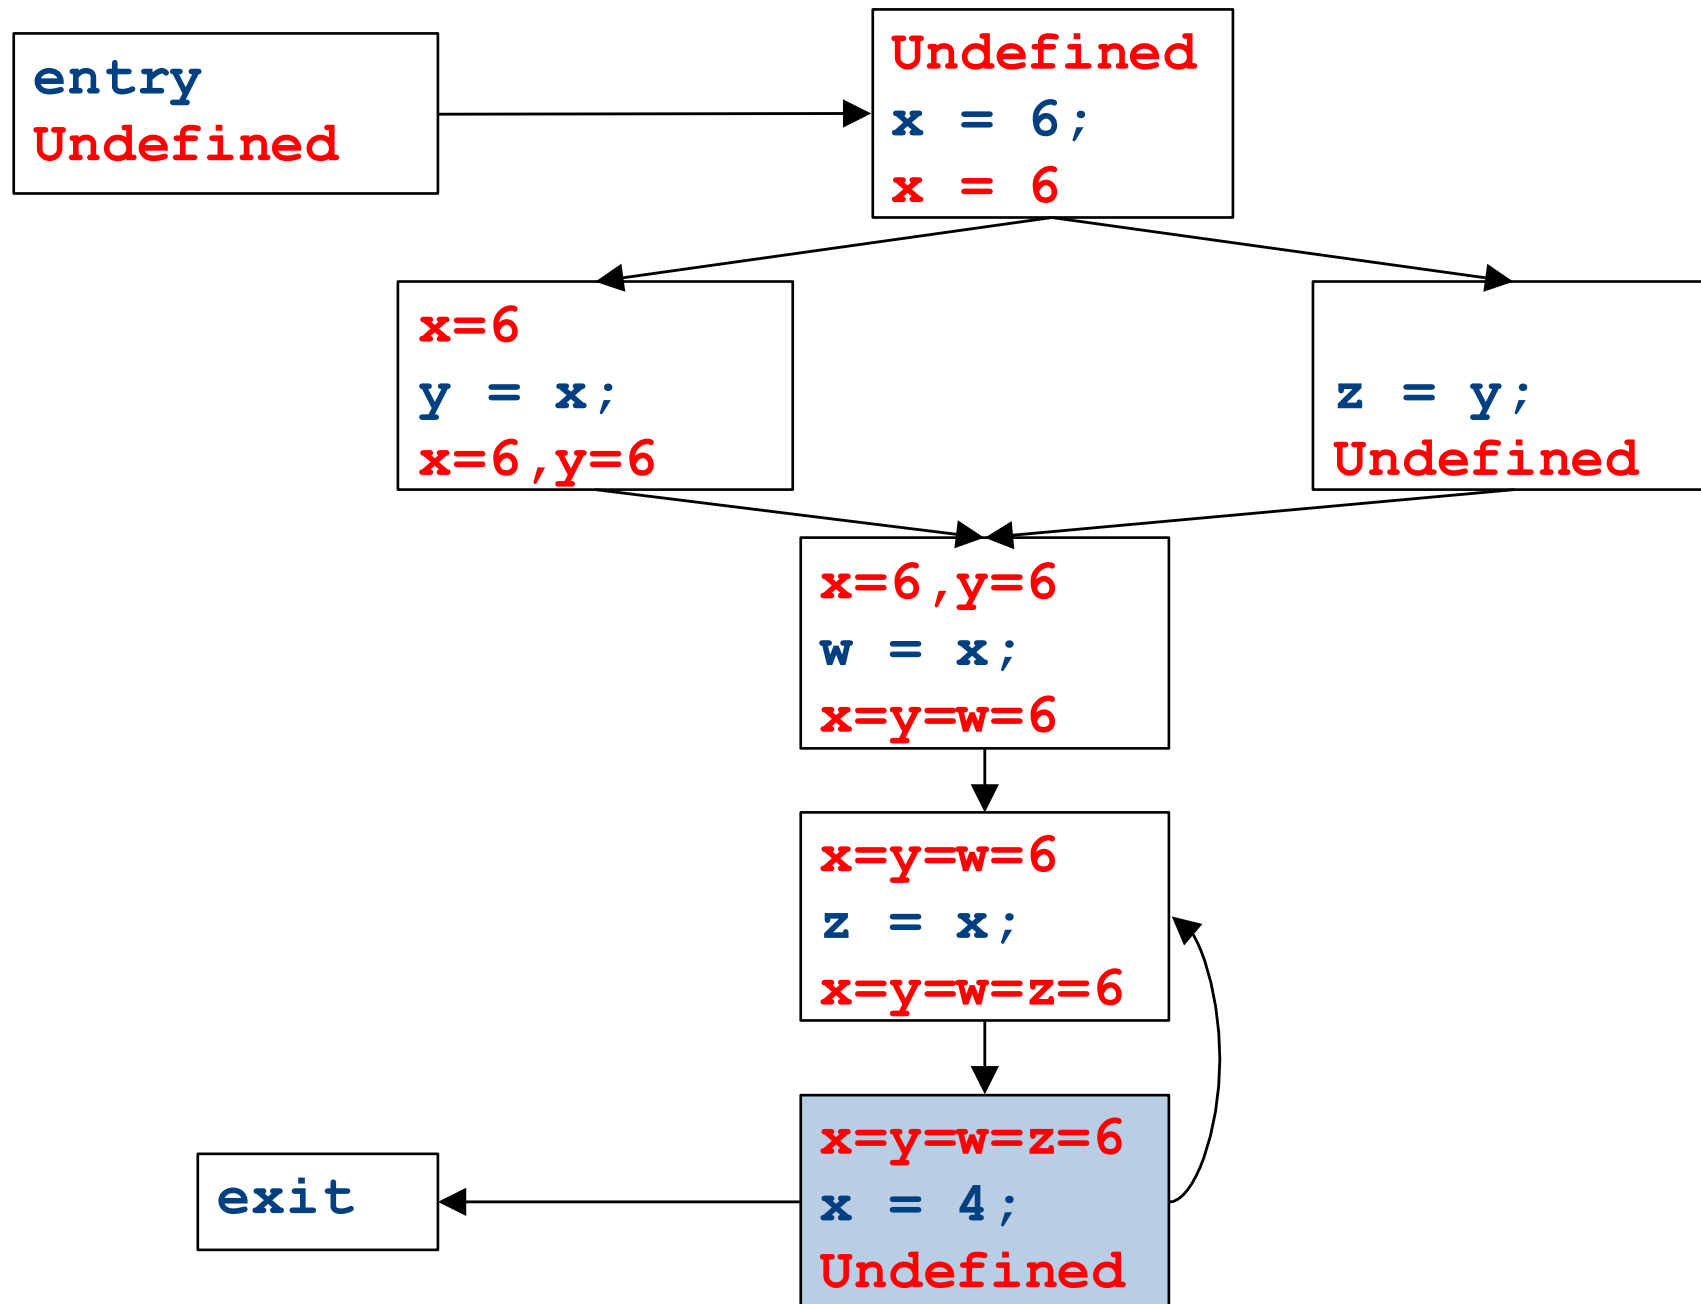 entry
Undefined
Undefined
x = 6;
x = 6
x=6
y = x;
x=6,y=6
z = y;
Undefined
x=6,y=6
w = x;
x=y=w=6
x=y=w=6
z = x;
x=y=w=z=6
x=y=w=z=6
x = 4;
Undefined
exit